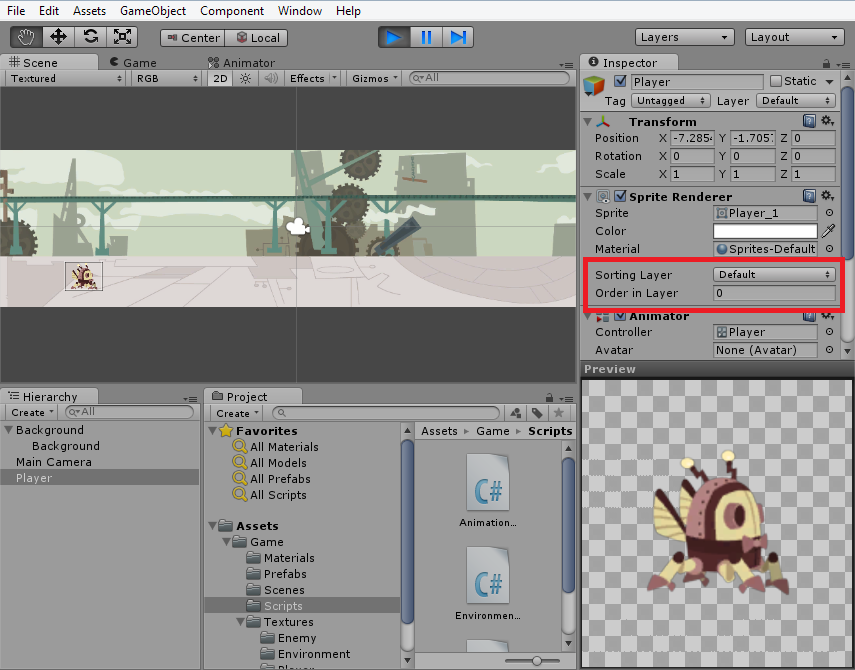 File Edit Assets GameObject Component Window Help
Center Local Layers Layout
Scene Game Animator
Textured RGB 2D Effects Gizmos All
Inspector
Player Static
Tag Untagged Layer Default
Transform
Position X -7.2854 Y -1.7057 Z 0
Rotation X 0 Y 0 Z 0
Scale X 1 Y 1 Z 1
Sprite Renderer
Sprite Player_1
Color
Material Sprites-Default
Sorting Layer Default
Order in Layer 0
Animator
Controller Player
Avatar None (Avatar)
Preview
Hierarchy
Create All
Background
Background
Main Camera
Player
Project
Create
Favorites
All Materials
All Models
All Prefabs
All Scripts
Assets
Game
Materials
Prefabs
Scenes
Scripts
Textures
Enemy
Environment
Player
Assets Game Scripts
C#
Animation...
C#
Environmen...